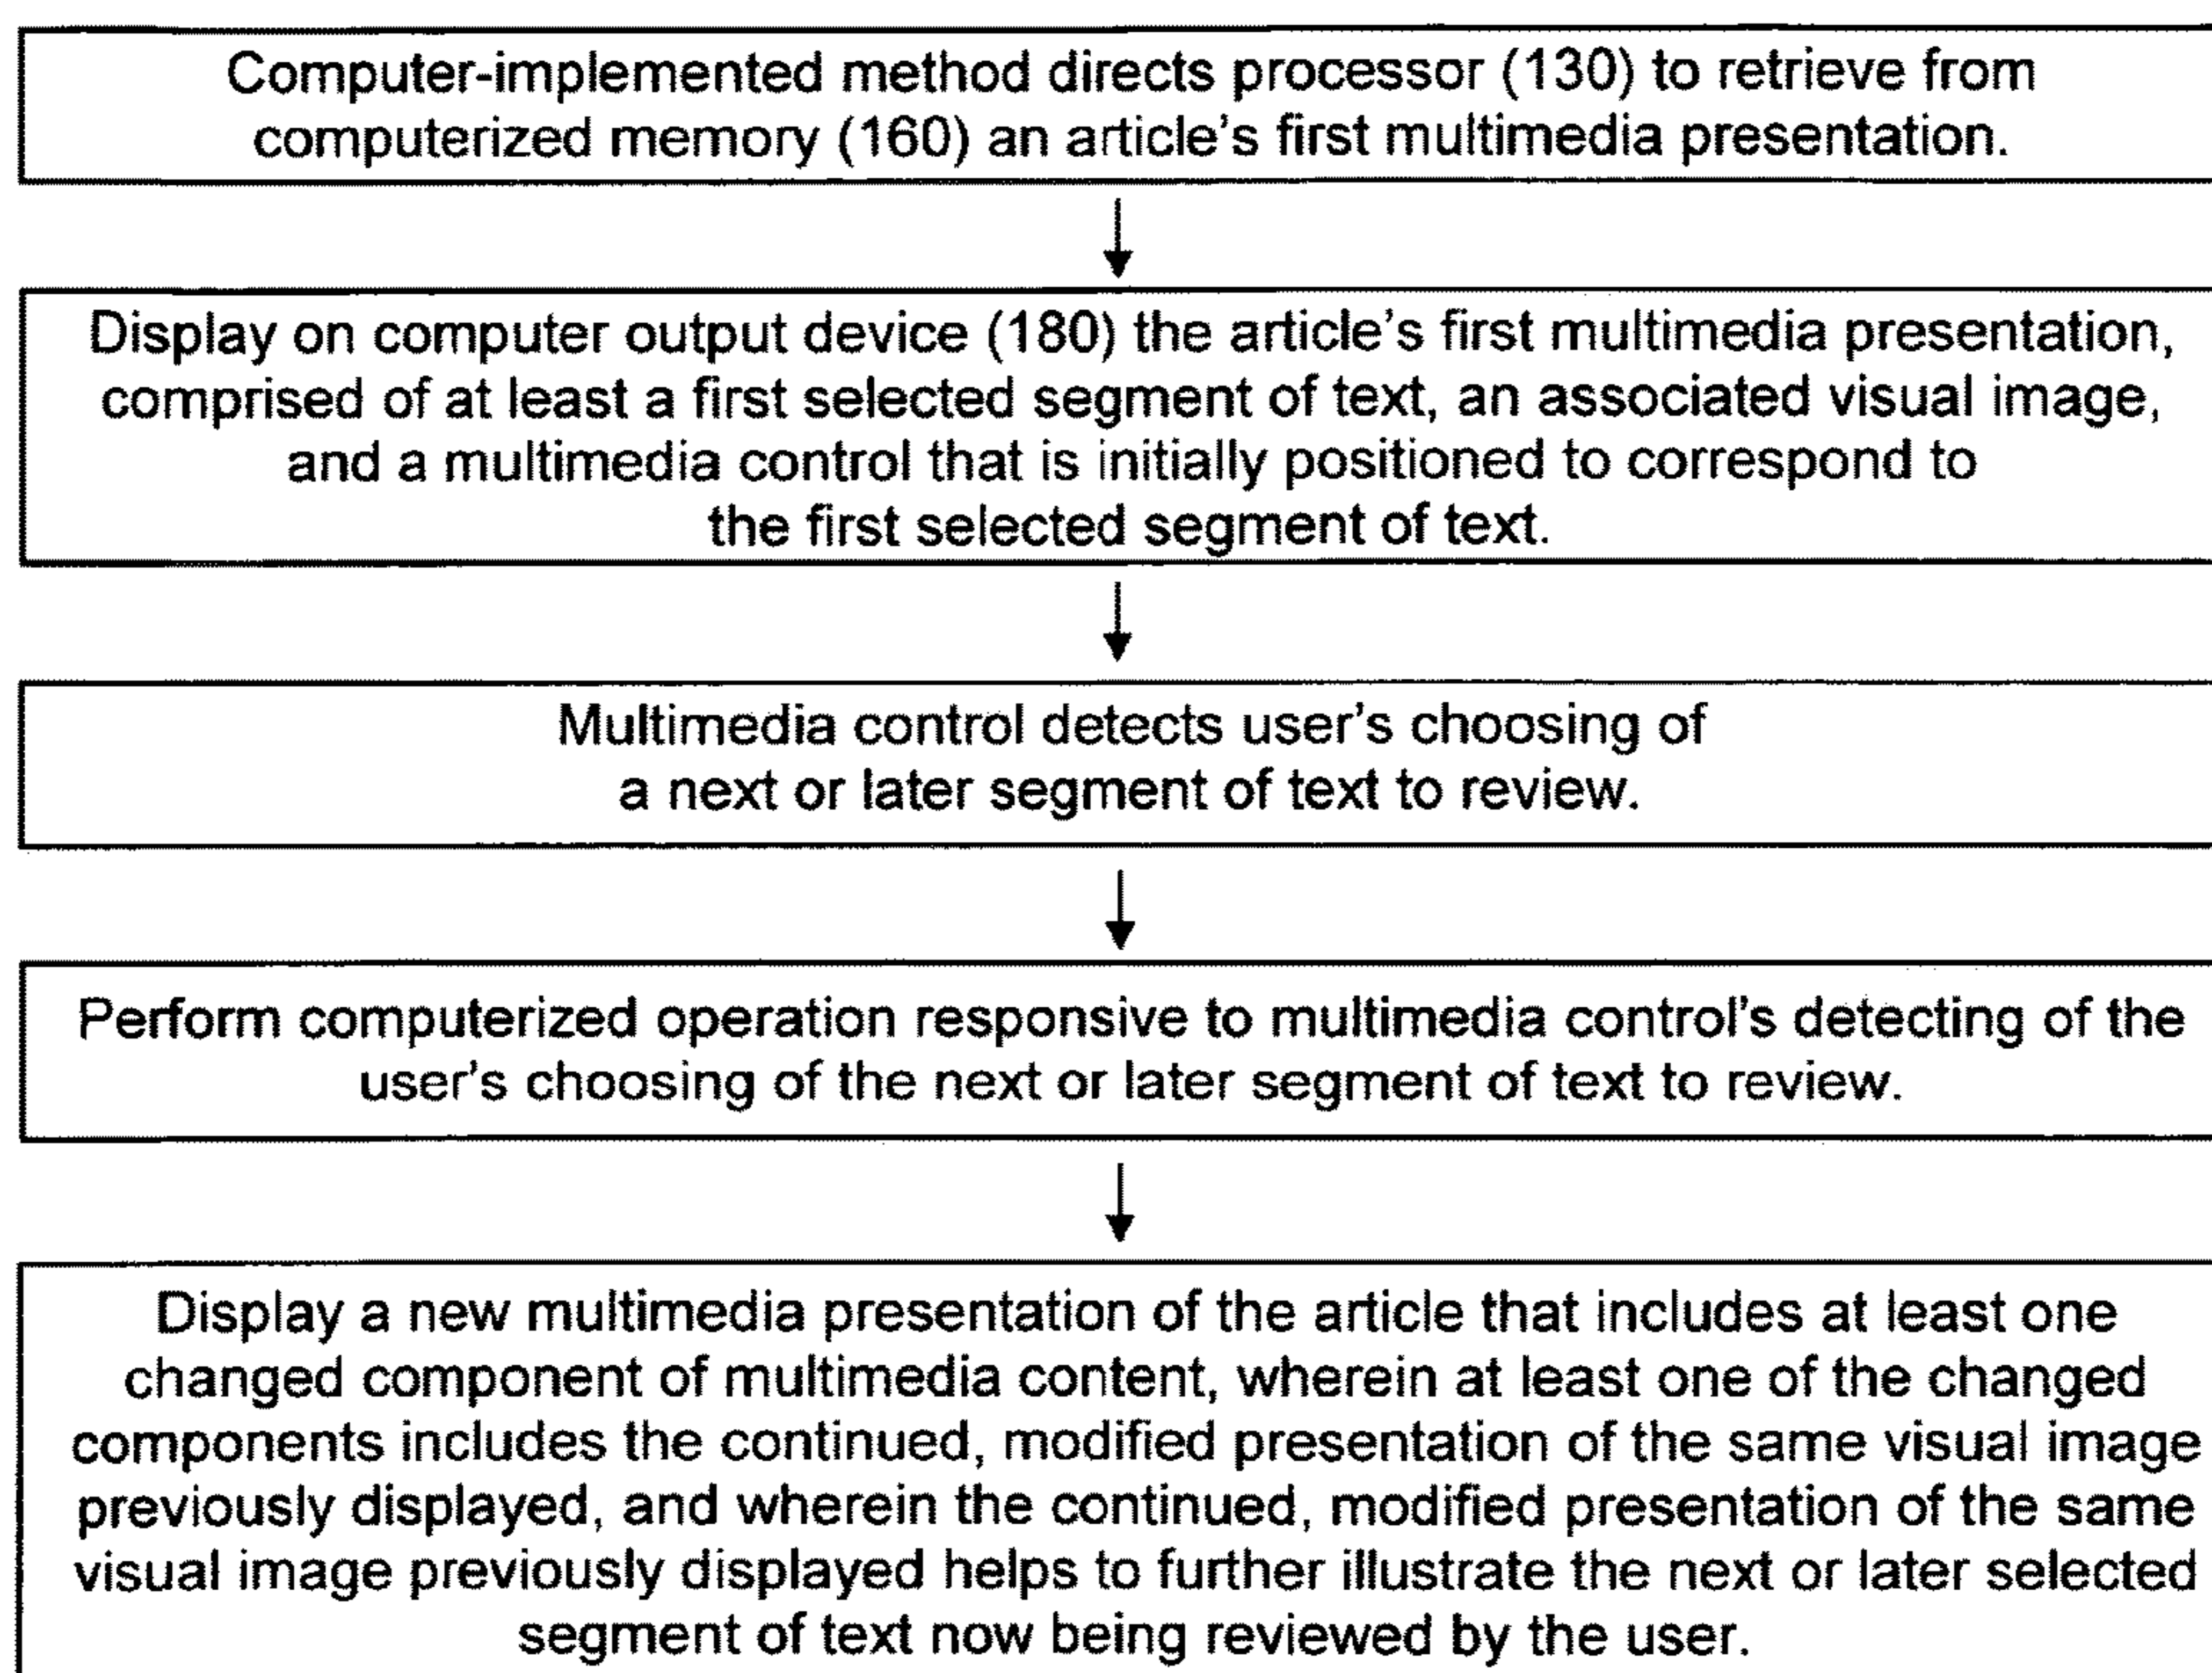 Computer-implemented method directs processor (130) to retrieve from
computerized memory (160) an article's first multimedia presentation.
Display on computer output device (180) the article's first multimedia presentation,
comprised of at least a first selected segment of text, an associated visual image,
and a multimedia control that is initially positioned to correspond to
the first selected segment of text.
Multimedia control detects user's choosing of
a next or later segment of text to review.
Perform computerized operation responsive to multimedia control's detecting of the
user's choosing of the next or later segment of text to review.
Display a new multimedia presentation of the article that includes at least one
changed component of multimedia content, wherein at least one of the changed
components includes the continued, modified presentation of the same visual image
previously displayed, and wherein the continued, modified presentation of the same
visual image previously displayed helps to further illustrate the next or later selected
segment of text now being reviewed by the user.